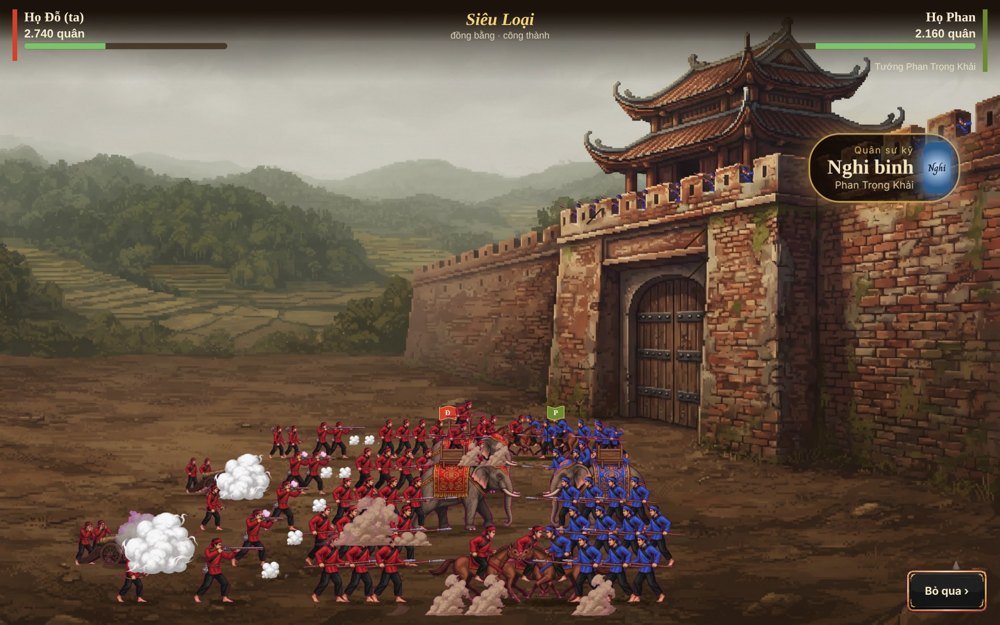 Họ Đỗ (ta)
2.740 quân
Siêu Loại
đồng bằng · công thành
Họ Phan
2.160 quân
Tướng Phan Trọng Khải
Quân sư kỳ
Nghi binh
Phan Trọng Khải
Nghi
Đ
P
Bỏ qua ›